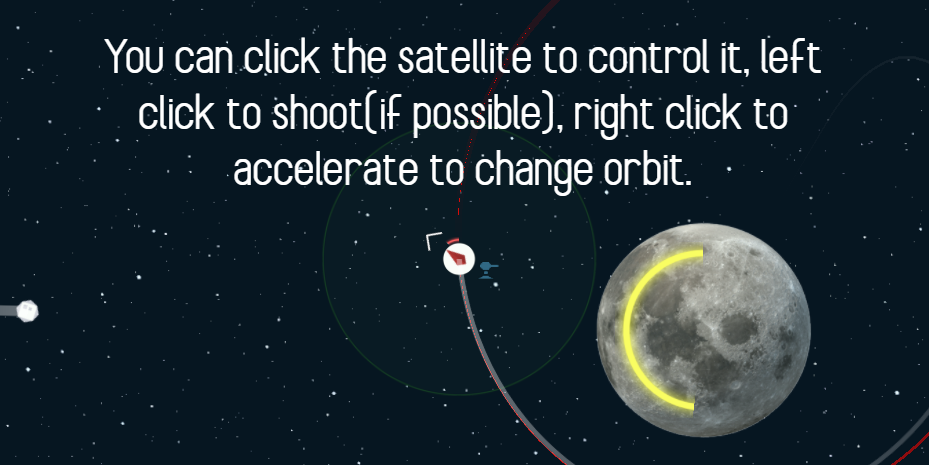 You can click the satellite to control it, left
click to shoot(if possible), right click to
accelerate to change orbit.